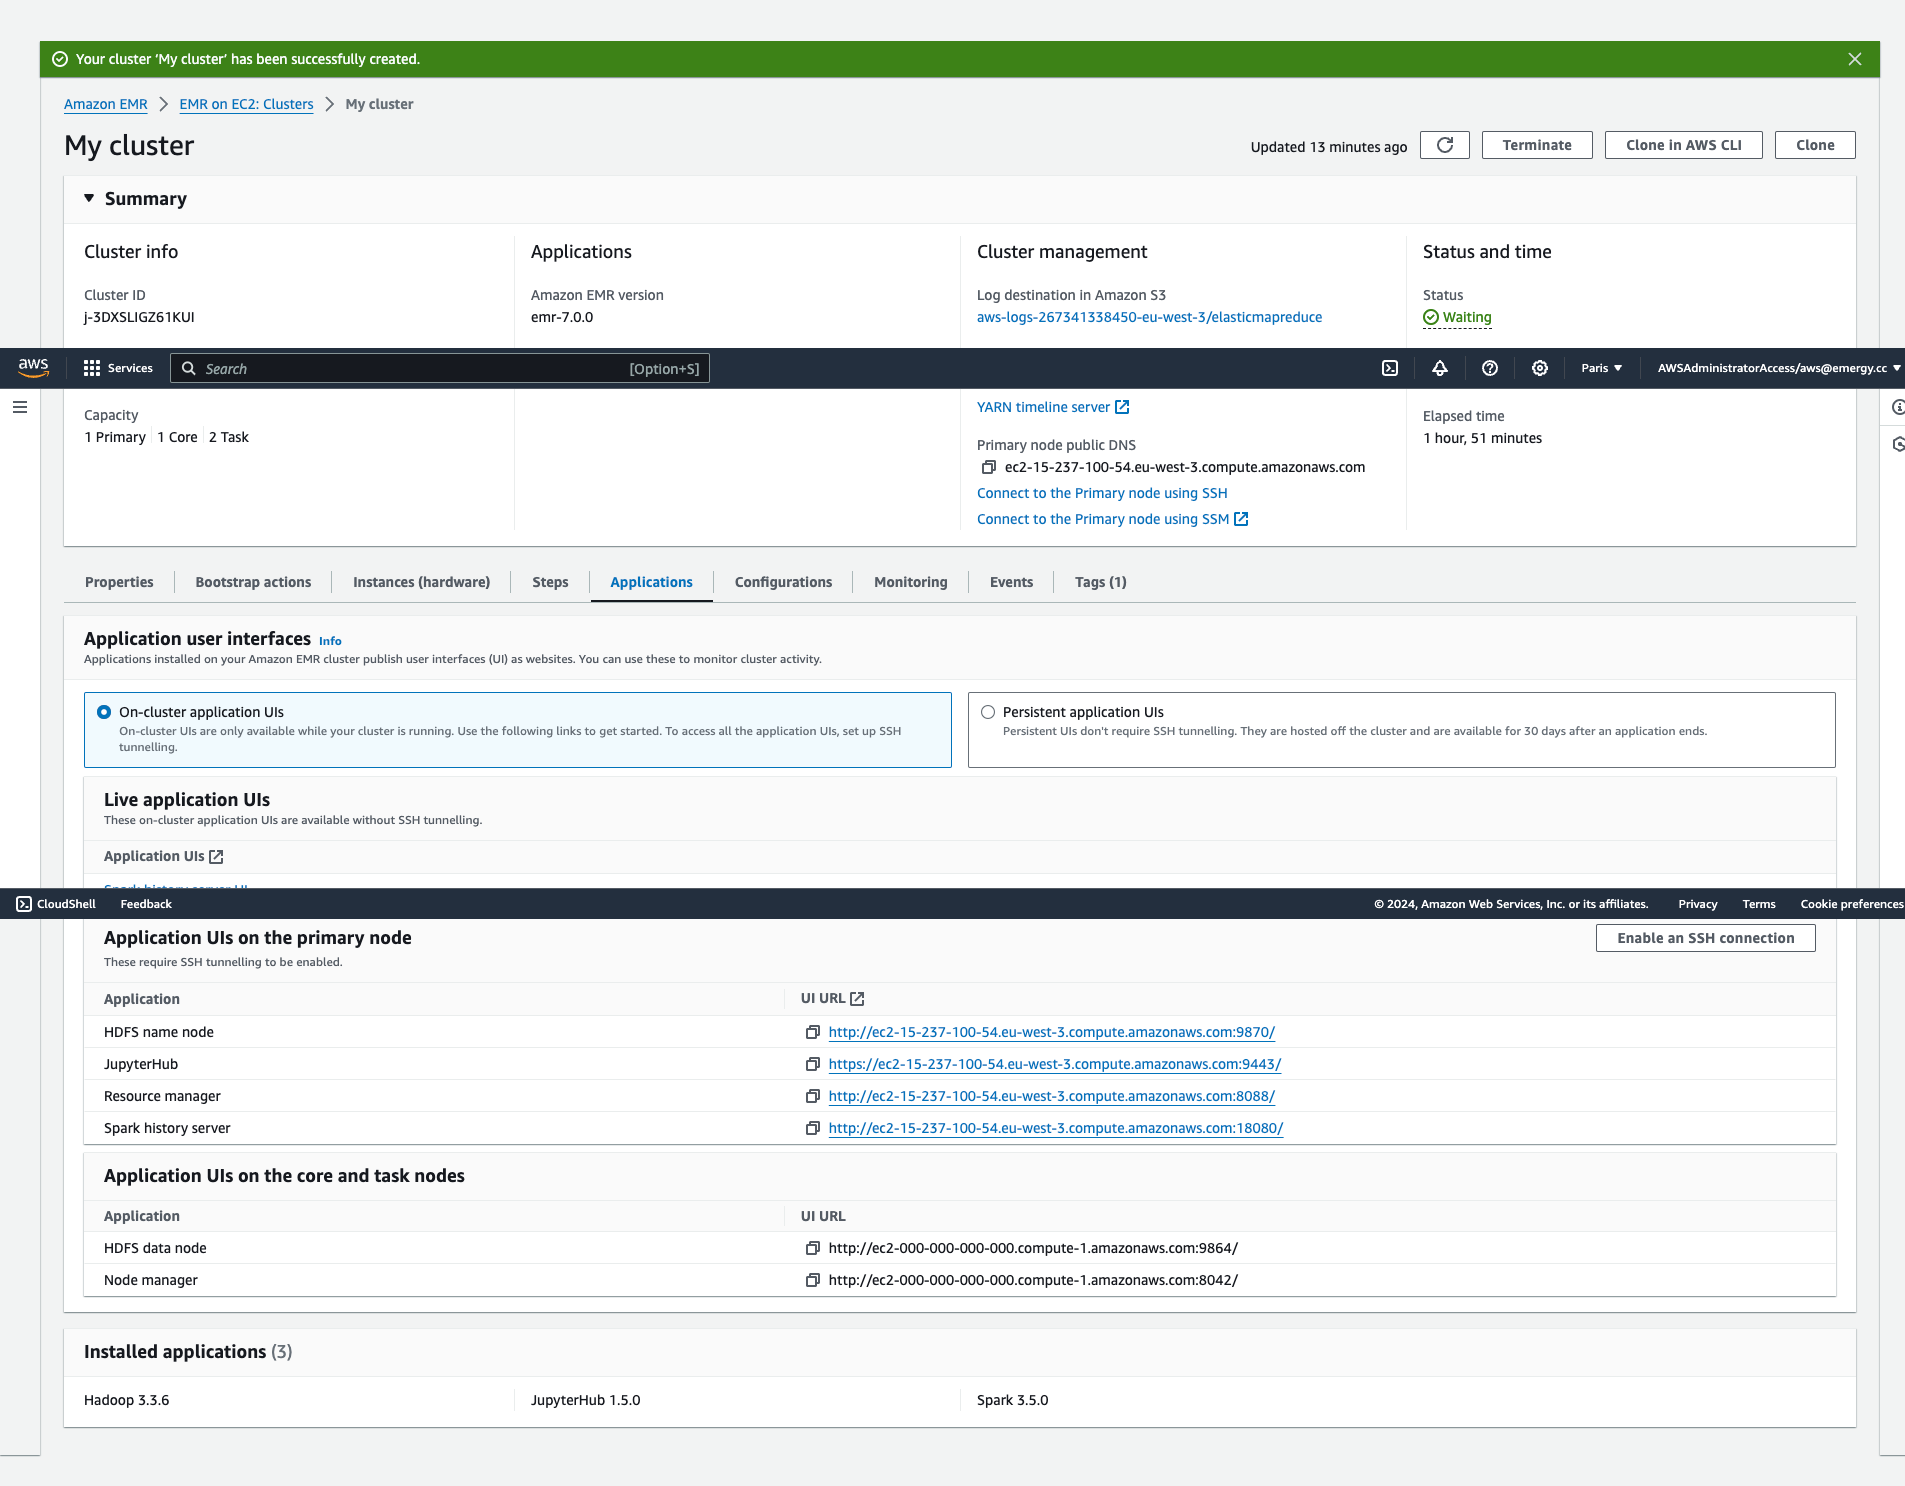 Your cluster ‘My cluster’ has been successfully created.
Amazon EMR
EMR on EC2: Clusters
My cluster
My cluster
Updated 13 minutes ago
Terminate
Clone in AWS CLI
Clone
Summary
Cluster info
Applications
Cluster management
Status and time
Cluster ID
j-3DXSLIGZ61KUI
Amazon EMR version
emr-7.0.0
Log destination in Amazon S3
aws-logs-267341338450-eu-west-3/elasticmapreduce
Status
Waiting
aws
Services
Search
[Option+S]
Paris
AWSAdministratorAccess/aws@emergy.cc
Capacity
1 Primary
1 Core
2 Task
YARN timeline server
Primary node public DNS
ec2-15-237-100-54.eu-west-3.compute.amazonaws.com
Connect to the Primary node using SSH
Connect to the Primary node using SSM
Elapsed time
1 hour, 51 minutes
Properties
Bootstrap actions
Instances (hardware)
Steps
Applications
Configurations
Monitoring
Events
Tags (1)
Application user interfaces
Info
Applications installed on your Amazon EMR cluster publish user interfaces (UI) as websites. You can use these to monitor cluster activity.
On-cluster application UIs
On-cluster UIs are only available while your cluster is running. Use the following links to get started. To access all the application UIs, set up SSH
tunnelling.
Persistent application UIs
Persistent UIs don't require SSH tunnelling. They are hosted off the cluster and are available for 30 days after an application ends.
Live application UIs
These on-cluster application UIs are available without SSH tunnelling.
Application UIs
Spark history server UI
CloudShell
Feedback
© 2024, Amazon Web Services, Inc. or its affiliates.
Privacy
Terms
Cookie preferences
Application UIs on the primary node
Enable an SSH connection
These require SSH tunnelling to be enabled.
Application
UI URL
HDFS name node
http://ec2-15-237-100-54.eu-west-3.compute.amazonaws.com:9870/
JupyterHub
https://ec2-15-237-100-54.eu-west-3.compute.amazonaws.com:9443/
Resource manager
http://ec2-15-237-100-54.eu-west-3.compute.amazonaws.com:8088/
Spark history server
http://ec2-15-237-100-54.eu-west-3.compute.amazonaws.com:18080/
Application UIs on the core and task nodes
Application
UI URL
HDFS data node
http://ec2-000-000-000-000.compute-1.amazonaws.com:9864/
Node manager
http://ec2-000-000-000-000.compute-1.amazonaws.com:8042/
Installed applications (3)
Hadoop 3.3.6
JupyterHub 1.5.0
Spark 3.5.0